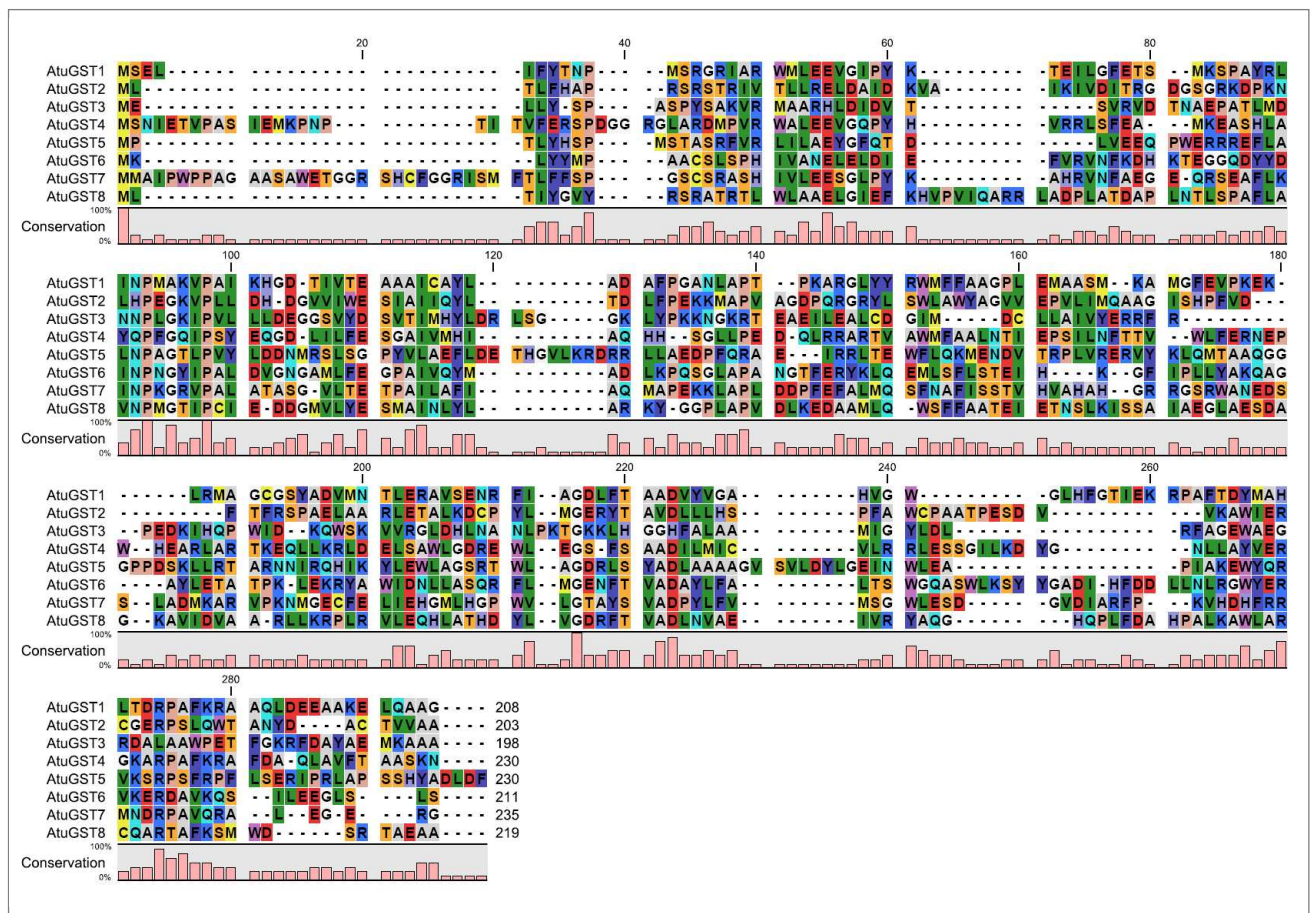 20 40 60 80
AtuGST1 MSEL- - - - - - - - - - - - - - - - - - - - - - - - - - - - - IFYTNP- - - - MSRGRIAR WMLEEVGIPY K- - - - - - - - - - TEILGFETS - MKSPAYRL
AtuGST2 ML- - - - - - - - - - - - - - - - - - - - - - - - - - - - - - - TLFHAP- - - - RSRSTRIV TLLRELDAID KVA- - - - - - - - IKIVDITRG DGSGRKDPKN
AtuGST3 ME- - - - - - - - - - - - - - - - - - - - - - - - - - - - - - - LLY-SP- - - ASPYSAKVR MAARHLDIDV T- - - - - - - - - - - - SVRVD TNAEPATLMD
AtuGST4 MSNIETVPAS IEMKPNP- - - - - - - - - - - - TI TVFERSPDGG RGLARDMPVR WALEEVGQPY H- - - - - - - - - - VRRLSFEA- - - MKEASHLA
AtuGST5 MP- - - - - - - - - - - - - - - - - - - - - - - - - - - - - - - TLYHSP- - - MSTASRFVR LILAEYGFQT D- - - - - - - - - - - - LVEEQ PWERRREFLA
AtuGST6 MK- - - - - - - - - - - - - - - - - - - - - - - - - - - - - - - - LYYMP- - - - AACSLSPH IVANELELDI E- - - - - - - - - - FVRVNFKDH KTEGGQDYYD
AtuGST7 MMAIPWPPAG AASAWETGGR SHCFGGRISM FTLFFSP- - - - GSCSRASH IVLEESGLPY K- - - - - - - - - - AHRVNFAEG E-QRSEAFLK
AtuGST8 ML- - - - - - - - - - - - - - - - - - - - - - - - - - - - - - - TIYGVY- - - - RSRATRTL WLAAELGIEF KHVPVIQARR LADPLATDAP LNTLSPAFLA
100%
Conservation
0%
100 120 140 160 180
AtuGST1 INPMAKVPAI KHGD-TIVTE AAAICAYL- - - - - - - - - - AD AFPGANLAPT - - PKARGLYY RWMFFAAGPL EMAASM- - KA MGFEVPKEK-
AtuGST2 LHPEGKVPLL DH-DGVVIWE SIAIIQYL- - - - - - - - - - TD LFPEKKMAPV AGDPQRGRYL SWLAWYAGVV EPVLIMQAAG ISHPFVD- - -
AtuGST3 NNPLGKIPVL LLDEGGSVYD SVTIMHYLDR LSG- - - - - GK LYPKKNGKRT EAEILEALCD GIM- - - - - DC LLAIVYERRF R- - - - - - - - -
AtuGST4 YQPFGQIPSY EQGD-LILFE SGAIVMHI- - - - - - - - - - AQ HH- -SGLLPE D-QLRRARTV AWMFAALNTI EPSILNFTTV - - - WLFERNEP
AtuGST5 LNPAGTLPVY LDDNMRSLSG PYVLAEFLDE THGVLKRDRR LLAEDPFQRA E- - - IRRLTE WFLQKMENDV TRPLVRERVY KLQMTAAQGG
AtuGST6 INPNGYIPAL DVGNGAMLFE GPAIVQYM- - - - - - - - - - AD LKPQSGLAPA NGTFERYKLQ EMLSFLSTEI H- - - - K- - GF IPLLYAKQAG
AtuGST7 INPKGRVPAL ATASG-VLTE TPAILAFI- - - - - - - - - - AQ MAPEKKLAPL DDPFEFALMQ SFNAFISSTV HVAHAH- - GR RGSRWANEDS
AtuGST8 VNPMGTIPCI E-DDGMVLYE SMAINLYL- - - - - - - - - - AR KY- GGPLAPV DLKEDAAMLQ -WSFFAATEI ETNSLKISSA IAEGLAESDA
100%
Conservation
0%
200 220 240 260
AtuGST1 - - - - - - LRMA GCGSYADVMN TLERAVSENR FI- - AGDLFT AADVYVGA- - - - - - - - - - HVG W- - - - - - - - - - - GLHFGTIEK RPAFTDYMAH
AtuGST2 - - - - - - - - - F TFRSPAELAA RLETALKDCP YL- - MGERYT AVDLLLHS- - - - - - - - - - PFA WCPAATPESD V- - - - - - - - - - - VKAWIER
AtuGST3 - - PEDKLHQP WLD- -KQWSK VVRGLDHLNA NLPKTGKKLH GGHFALAA- - - - - - - - - - MLG YLDL- - - - - - - - - - - - - - - - - RFAGEWAEG
AtuGST4 W- - HEARLAR TKEQLLKRLD ELSAWLGDRE WL- - EGS-FS AADILMIC- - - - - - - - - - VLR RLESSGILKD YG- - - - - - - - - - NLLAYVER
AtuGST5 GPPDSKLLRT ARNNIRQHIK YLEWLAGSRT WL- - AGDRLS YADLAAAAGV SVLDYLGEIN WLEA- - - - - - - - - - - - - - - - - - PIAKEWYQR
AtuGST6 - - - - AYLETA TPK-LEKRYA WIDNLLASQR FL- - MGENFT VADAYLFA- - - - - - - - - - LTS WGQASWLKSY YGADI-HFDD LLNLRGWYER
AtuGST7 S- - LADMKAR VPKNMGECFE LIEHGMLHGP WV- - LGTAYS VADPYLFV- - - - - - - - - - MSG WLESD- - - - - - GVDIARFP- - - KVHDHFRR
AtuGST8 G- -KAVIDVA A-RLLKRPLR VLEQHLATHD YL- - VGDRFT VADLNVAE- - - - - - - - - - IVR YAQG- - - - - - - HQPLFDA HPALKAWLAR
100%
Conservation
0%
280
AtuGST1 LTDRPAFKRA AQLDEEAAKE LQAAG- - - - 208
AtuGST2 CGERPSLQWT ANYD- - - - AC TVVAA- - - - 203
AtuGST3 RDALAAWPET FGKRFDAYAE MKAAA- - - - 198
AtuGST4 GKARPAFKRA FDA-QLAVFT AASKN- - - - 230
AtuGST5 VKSRPSFRPF LSERIPRLAP SSHYADLDF 230
AtuGST6 VKERDAVKQS - - ILEEGLS- - - - LS- - - - 211
AtuGST7 MNDRPAVQRA - - L- -EG-E- - - - RG- - - - 235
AtuGST8 CQARTAFKSM WD- - - - - - SR TAEAA- - - - 219
100%
Conservation
0%